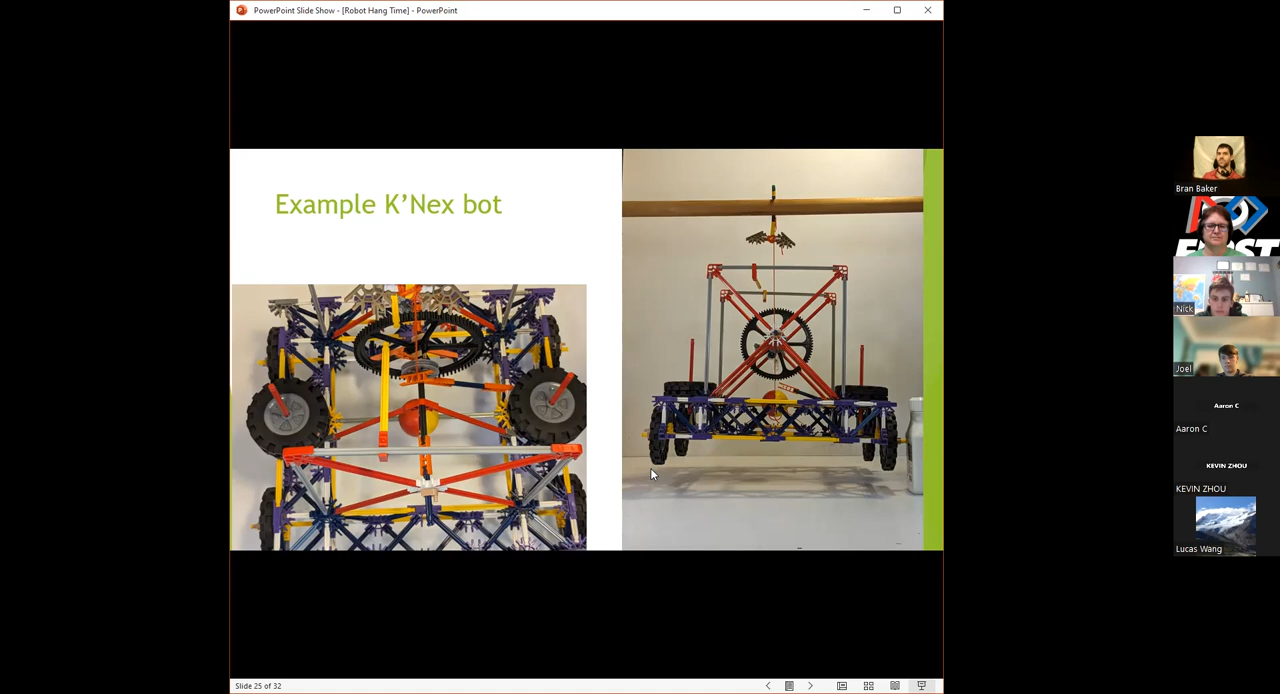 PowerPoint Slide Show - [Robot Hang Time] - PowerPoint
Example K'Nex bot
Slide 25 of 32
Bran Baker
FIRST
Nick
Joel
Aaron C
Aaron C
KEVIN ZHOU
KEVIN ZHOU
Lucas Wang